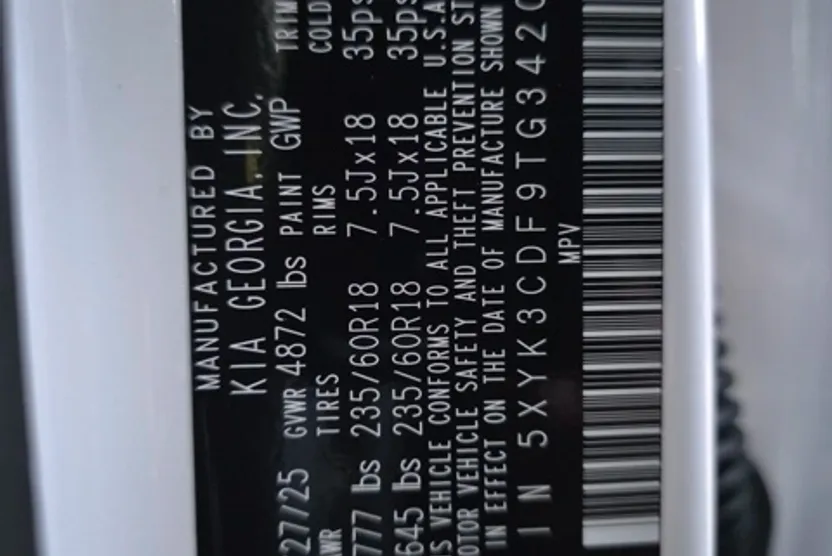 MANUFACTURED BY
KIA GEORGIA, INC.
27/25 GVWR 4872 lbs PAINT GWP TRIM
WR TIRES RIMS COLD
777 lbs 235/60R18 7.5Jx18 35ps
645 lbs 235/60R18 7.5Jx18 35ps
IS VEHICLE CONFORMS TO ALL APPLICABLE U.S.A
OTOR VEHICLE SAFETY AND THEFT PREVENTION ST
IN EFFECT ON THE DATE OF MANUFACTURE SHOWN
IN 5XYK3CDF9TG342
MPV